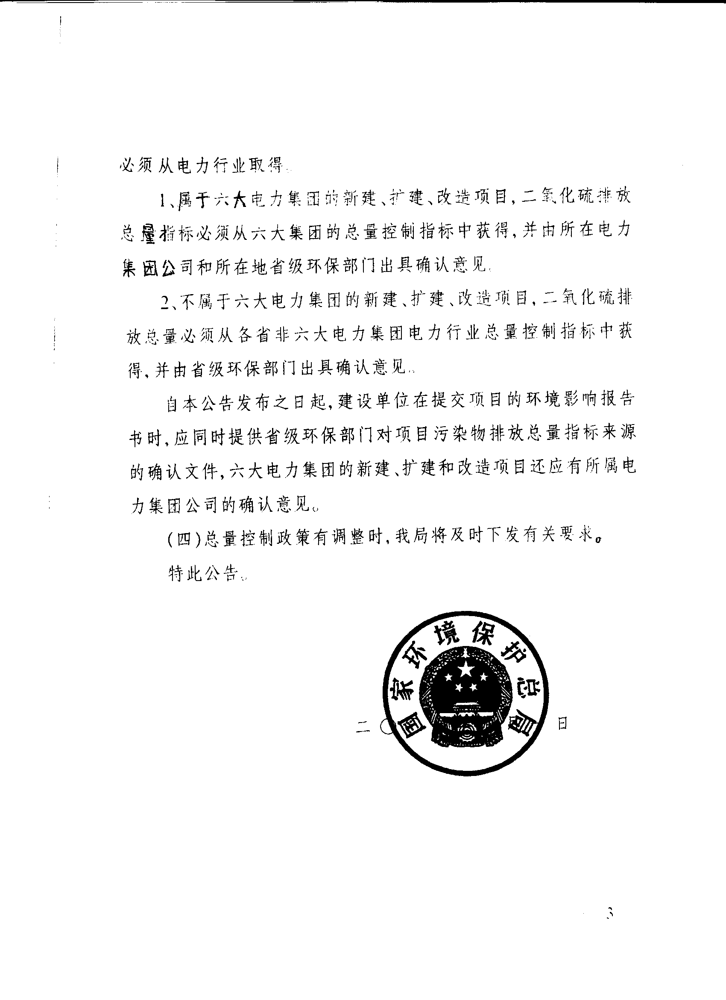 必须从电力行业取得。
1、属于六大电力集团的新建、扩建、改造项目,二氧化硫排放
总量指标必须从六大集团的总量控制指标中获得,并由所在电力
集团公司和所在地省级环保部门出具确认意见。
2、不属于六大电力集团的新建、扩建、改造项目,二氧化硫排
放总量必须从各省非六大电力集团电力行业总量控制指标中获
得,并由省级环保部门出具确认意见。
自本公告发布之日起,建设单位在提交项目的环境影响报告
书时,应同时提供省级环保部门对项目污染物排放总量指标来源
的确认文件,六大电力集团的新建、扩建和改造项目还应有所属电
力集团公司的确认意见。
(四)总量控制政策有调整时,我局将及时下发有关要求。
特此公告。
国家环境保护总局
二〇 日
3